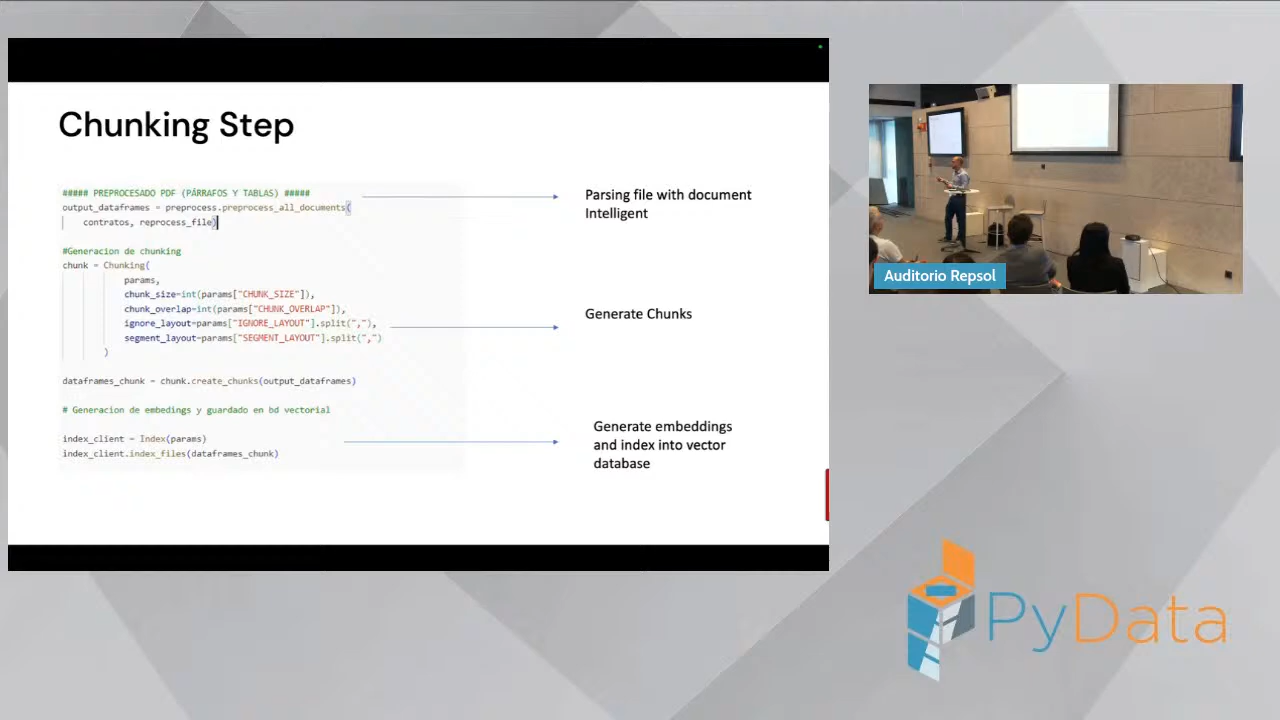 Chunking Step
##### PREPROCESADO PDF (PÁRRAFOS Y TABLAS) #####
output_dataframes = preprocess.preprocess_all_documents(
contratos, reprocess_file)
#Generacion de chunking
chunk = Chunking(
params,
chunk_size=int(params["CHUNK_SIZE"]),
chunk_overlap=int(params["CHUNK_OVERLAP"]),
ignore_layout=params["IGNORE_LAYOUT"].split(","),
segment_layout=params["SEGMENT_LAYOUT"].split(",")
)
dataframes_chunk = chunk.create_chunks(output_dataframes)
# Generacion de embedings y guardado en bd vectorial
index_client = Index(params)
index_client.index_files(dataframes_chunk)
Parsing file with document
Intelligent
Generate Chunks
Generate embeddings
and index into vector
database
Auditorio Repsol
PyData